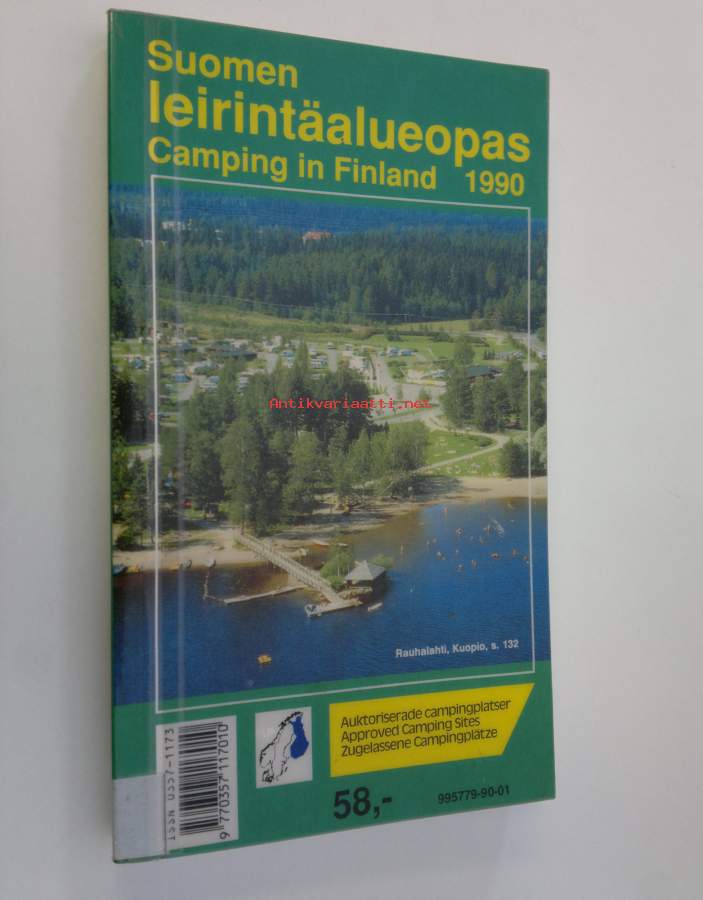 Suomen
leirintäalueopas
Camping in Finland 1990
Antikvariaatti.net
Rauhalahti, Kuopio, s. 132
Auktoriserade campingplatser
Approved Camping Sites
Zugelassene Campingplätze
ISSN 0357-1173
9 770357 117010
58,-
995779-90-01